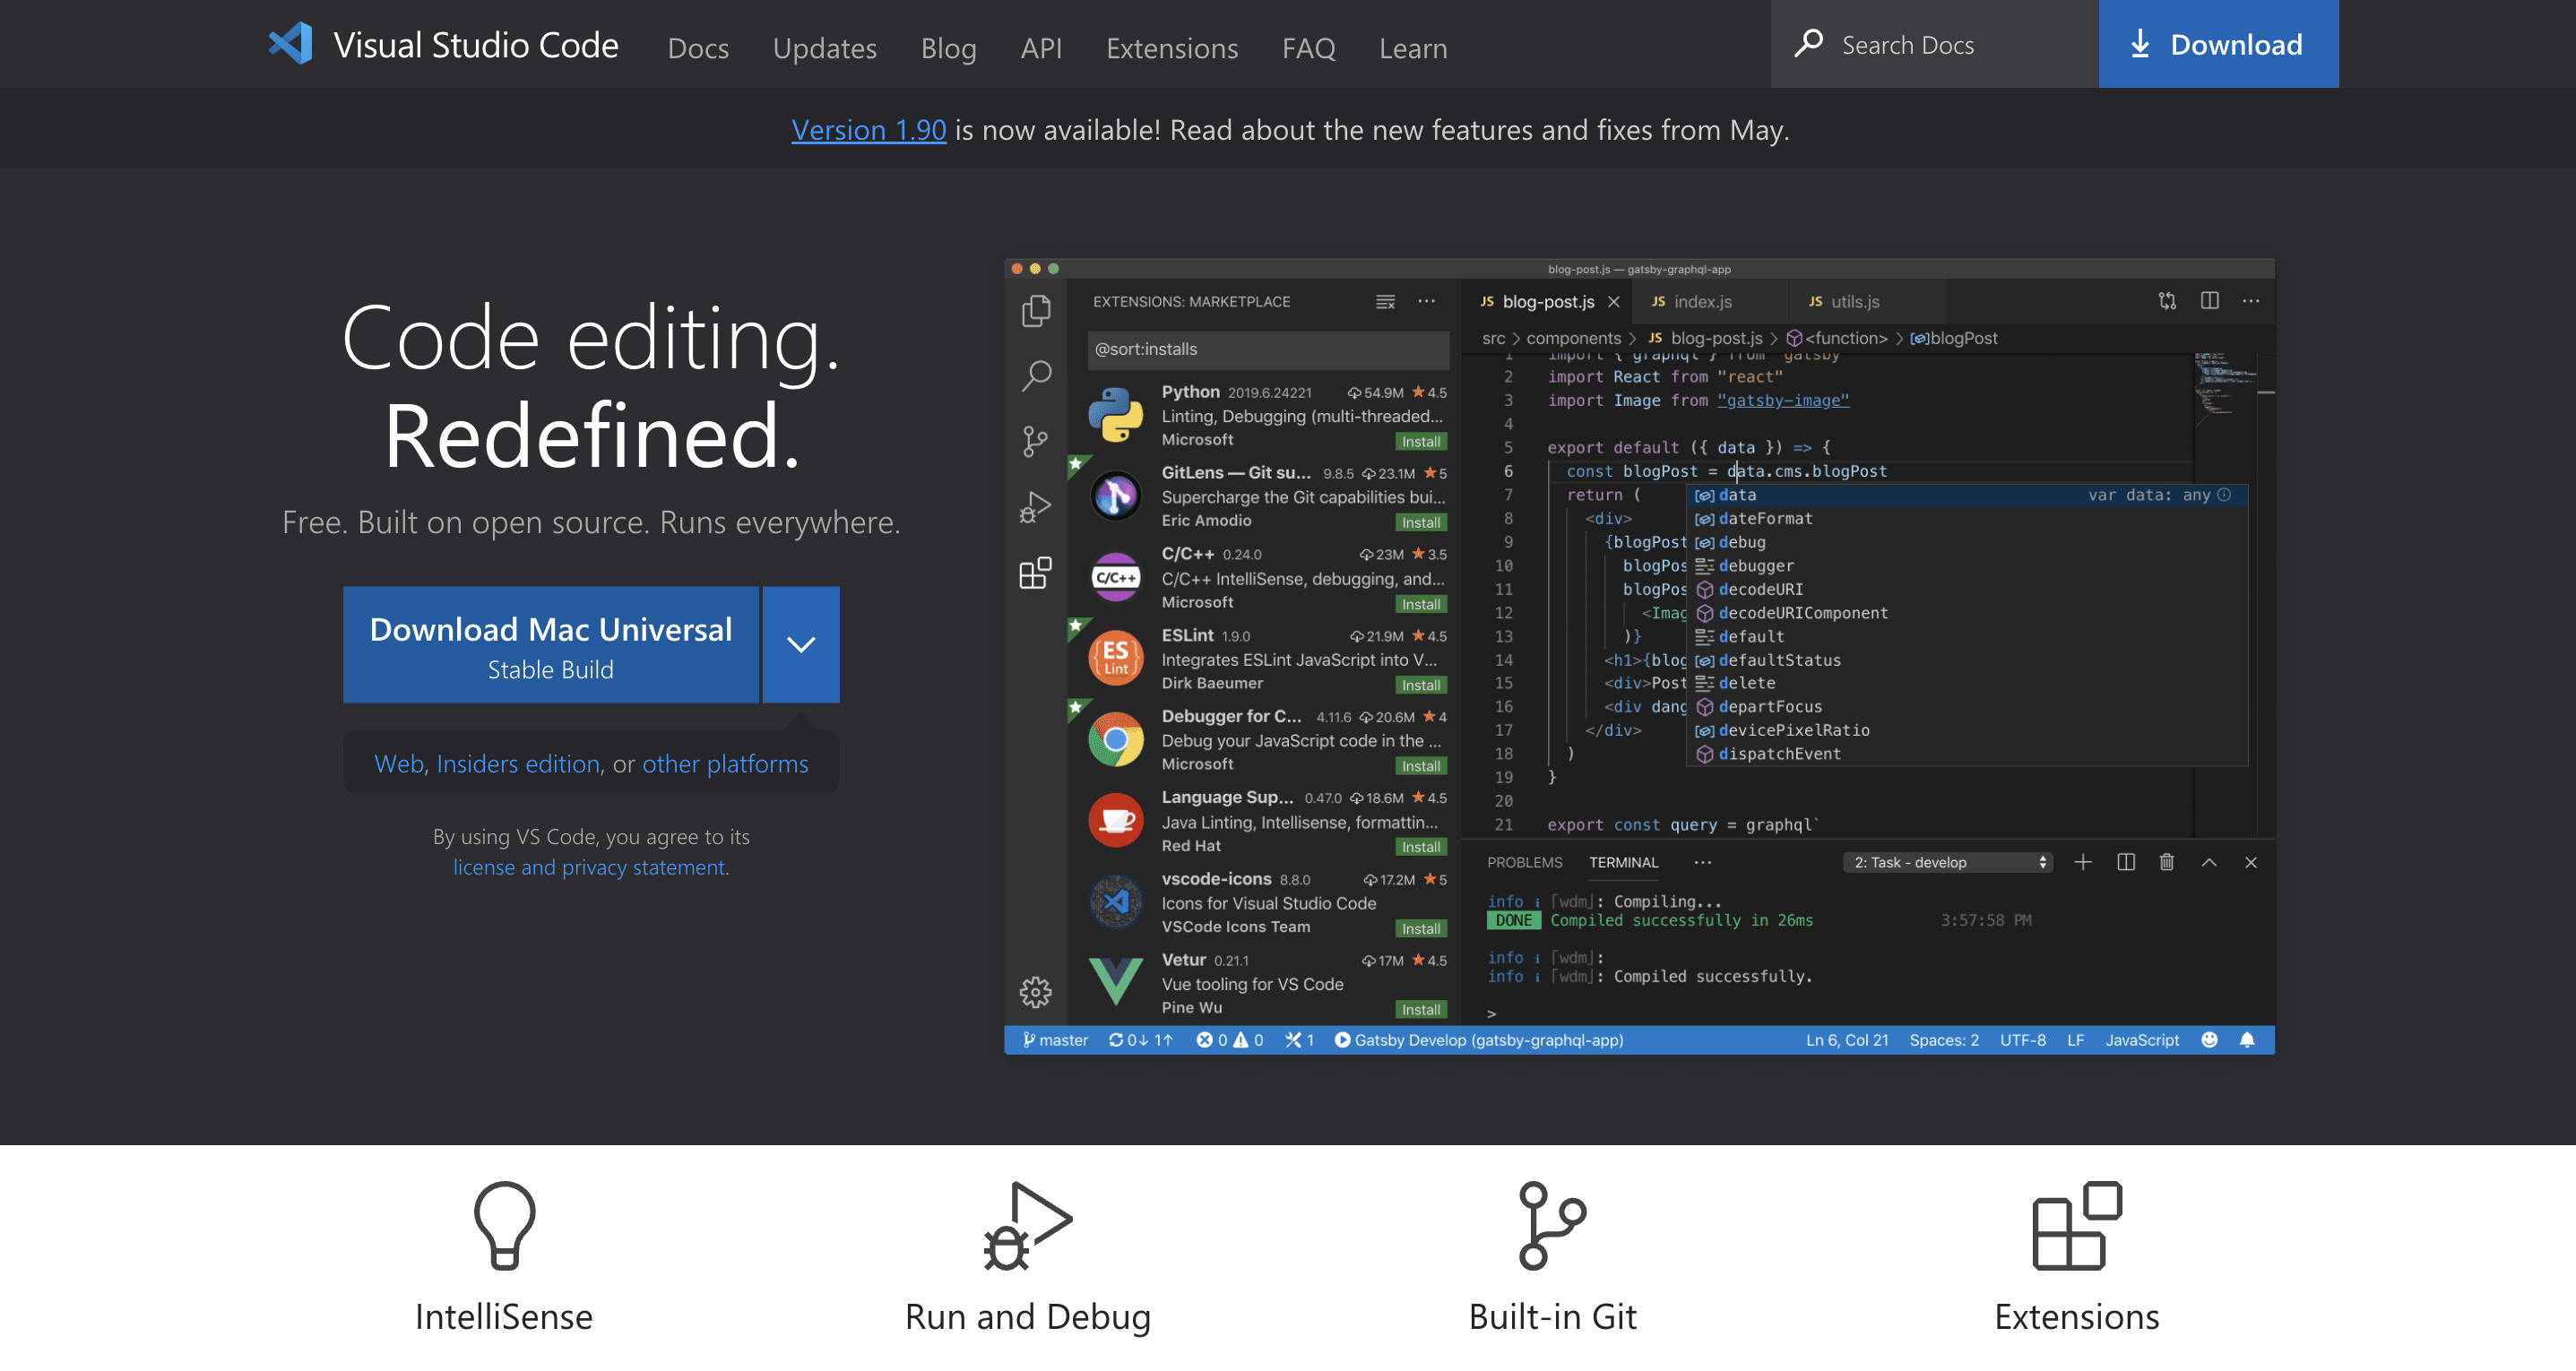 Visual Studio Code Docs Updates Blog API Extensions FAQ Learn Search Docs Download
Version 1.90 is now available! Read about the new features and fixes from May.
Code editing.
Redefined.
Free. Built on open source. Runs everywhere.
Download Mac Universal
Stable Build
Web, Insiders edition, or other platforms
By using VS Code, you agree to its
license and privacy statement.
blog-post.js — gatsby-graphql-app
EXTENSIONS: MARKETPLACE
@sort:installs
Python 2019.6.24221 54.9M 4.5
Linting, Debugging (multi-threaded...
Microsoft Install
GitLens — Git su... 9.8.5 23.1M 5
Supercharge the Git capabilities bui...
Eric Amodio Install
C/C++
C/C++ 0.24.0 23M 3.5
C/C++ IntelliSense, debugging, and...
Microsoft Install
ES
Lint
ESLint 1.9.0 21.9M 4.5
Integrates ESLint JavaScript into V...
Dirk Baeumer Install
Debugger for C... 4.11.6 20.6M 4
Debug your JavaScript code in the ...
Microsoft Install
Language Sup... 0.47.0 18.6M 4.5
Java Linting, Intellisense, formattin...
Red Hat Install
vscode-icons 8.8.0 17.2M 5
Icons for Visual Studio Code
VSCode Icons Team Install
Vetur 0.21.1 17M 4.5
Vue tooling for VS Code
Pine Wu Install
JS blog-post.js JS index.js JS utils.js
src > components > JS blog-post.js > <function> > blogPost
1 import { graphql } from "gatsby"
2 import React from "react"
3 import Image from "gatsby-image"
4
5 export default ({ data }) => {
6 const blogPost = data.cms.blogPost
7 return (
8 <div>
9 {blogPost
10 blogPos
11 blogPos
12 <Imag
13 )}
14 <h1>{blog
15 <div>Post
16 <div dang
17 </div>
18 )
19 }
20
21 export const query = graphql`
data var data: any
dateFormat
debug
debugger
decodeURI
decodeURIComponent
default
defaultStatus
delete
departFocus
devicePixelRatio
dispatchEvent
PROBLEMS TERMINAL ... 2: Task - develop
info i ｢wdm｣: Compiling...
DONE Compiled successfully in 26ms 3:57:58 PM
info i ｢wdm｣:
info i ｢wdm｣: Compiled successfully.
>
master 0↓ 1↑ 0 0 1 Gatsby Develop (gatsby-graphql-app) Ln 6, Col 21 Spaces: 2 UTF-8 LF JavaScript
IntelliSense
Run and Debug
Built-in Git
Extensions